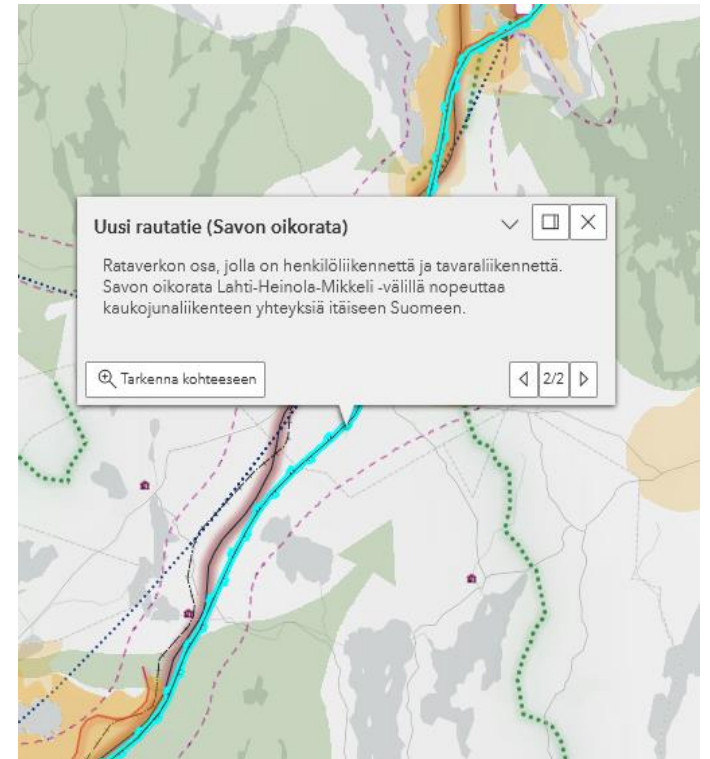 Uusi rautatie (Savon oikorata)
Rataverkon osa, jolla on henkilöliikennettä ja tavaraliikennettä.
Savon oikorata Lahti-Heinola-Mikkeli -välillä nopeuttaa
kaukojunaliikenteen yhteyksiä itäiseen Suomeen.
Tarkenna kohteeseen
2/2